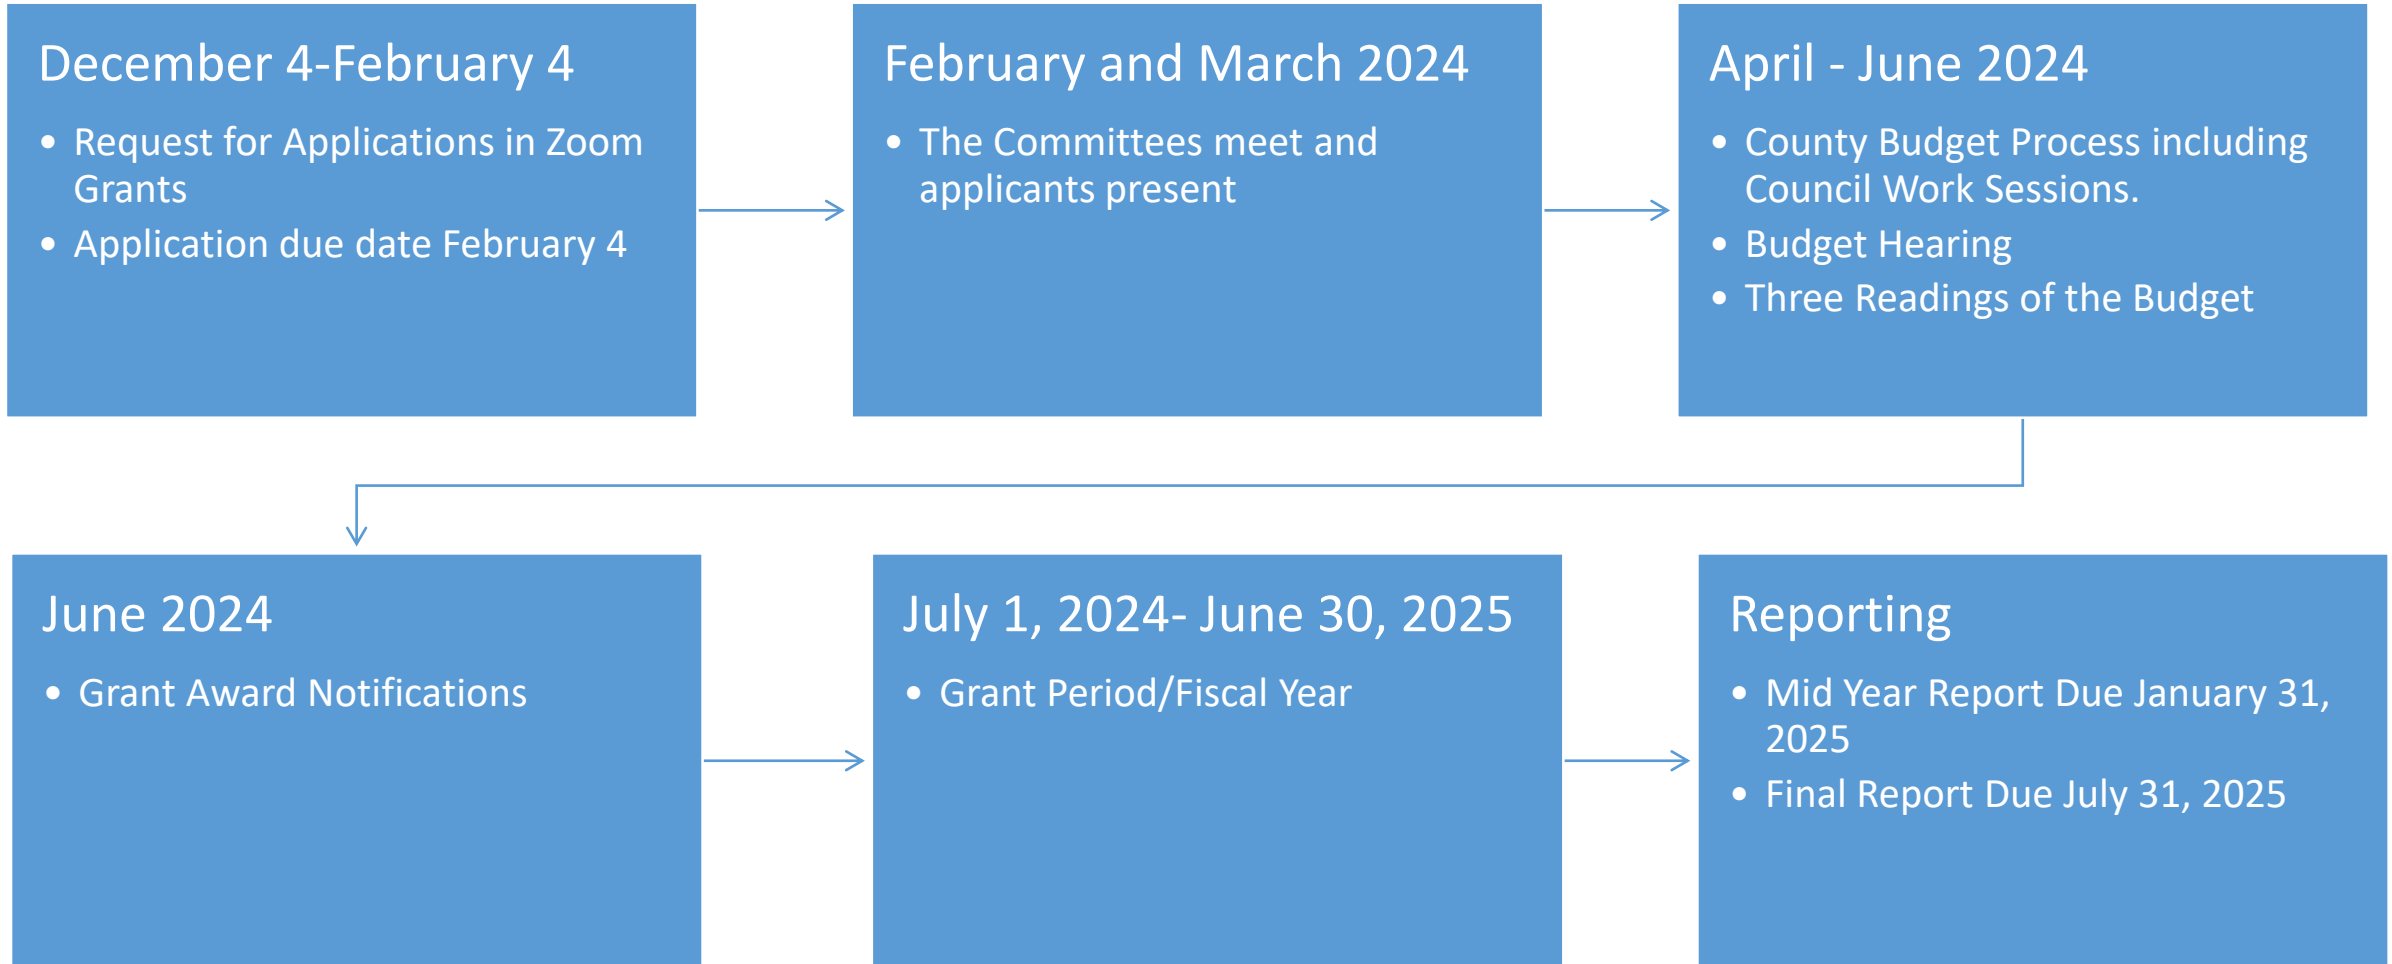 December 4-February 4
• Request for Applications in Zoom
Grants
• Application due date February 4
February and March 2024
• The Committees meet and
applicants present
April - June 2024
• County Budget Process including
Council Work Sessions.
• Budget Hearing
• Three Readings of the Budget
June 2024
• Grant Award Notifications
July 1, 2024- June 30, 2025
• Grant Period/Fiscal Year
Reporting
• Mid Year Report Due January 31,
2025
• Final Report Due July 31, 2025